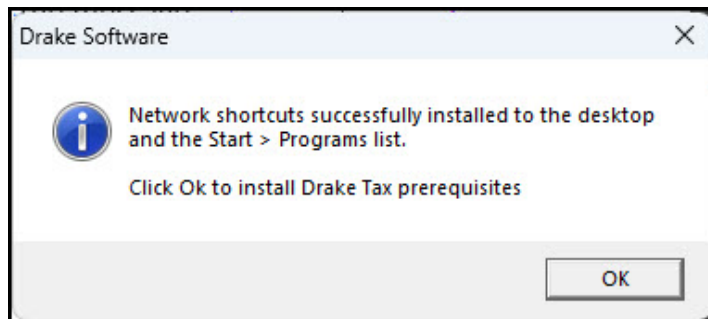 Drake Software
Network shortcuts successfully installed to the desktop
and the Start > Programs list.
Click Ok to install Drake Tax prerequisites
OK